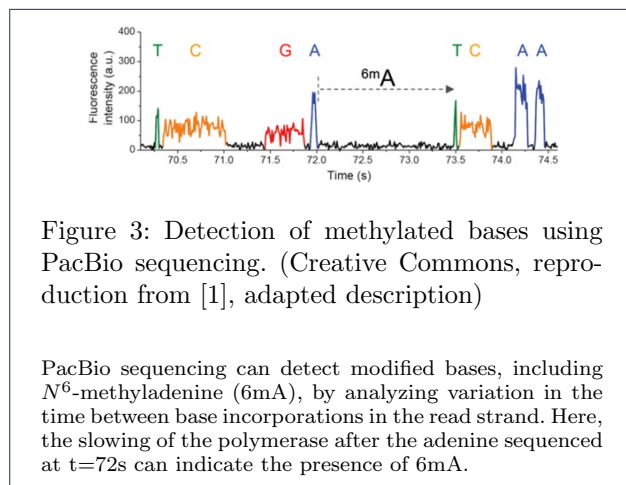 T C G A T C A A
400
300
200
100
0
Fluorescence
intensity (a.u.)
6mA
70.5 71.0 71.5 72.0 72.5 73.0 73.5 74.0 74.5
Time (s)
Figure 3: Detection of methylated bases using
PacBio sequencing. (Creative Commons, repro-
duction from [1], adapted description)
PacBio sequencing can detect modified bases, including
N⁶-methyladenine (6mA), by analyzing variation in the
time between base incorporations in the read strand. Here,
the slowing of the polymerase after the adenine sequenced
at t=72s can indicate the presence of 6mA.